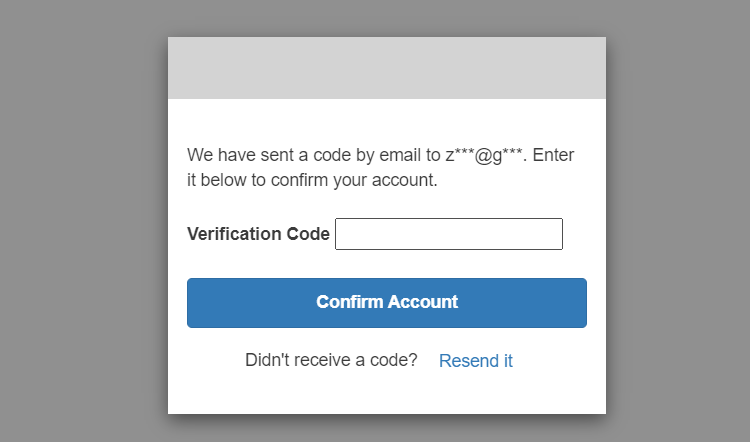 We have sent a code by email to z***@g***. Enter
it below to confirm your account.
Verification Code
Confirm Account
Didn't receive a code? Resend it